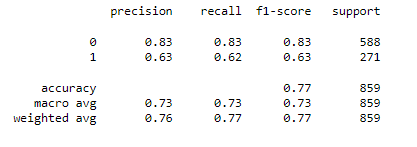 precision recall f1-score support
0 0.83 0.83 0.83 588
1 0.63 0.62 0.63 271
accuracy 0.77 859
macro avg 0.73 0.73 0.73 859
weighted avg 0.76 0.77 0.77 859